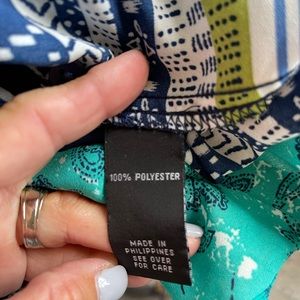 100% POLYESTER
MADE IN
PHILIPPINES
SEE OVER
FOR CARE